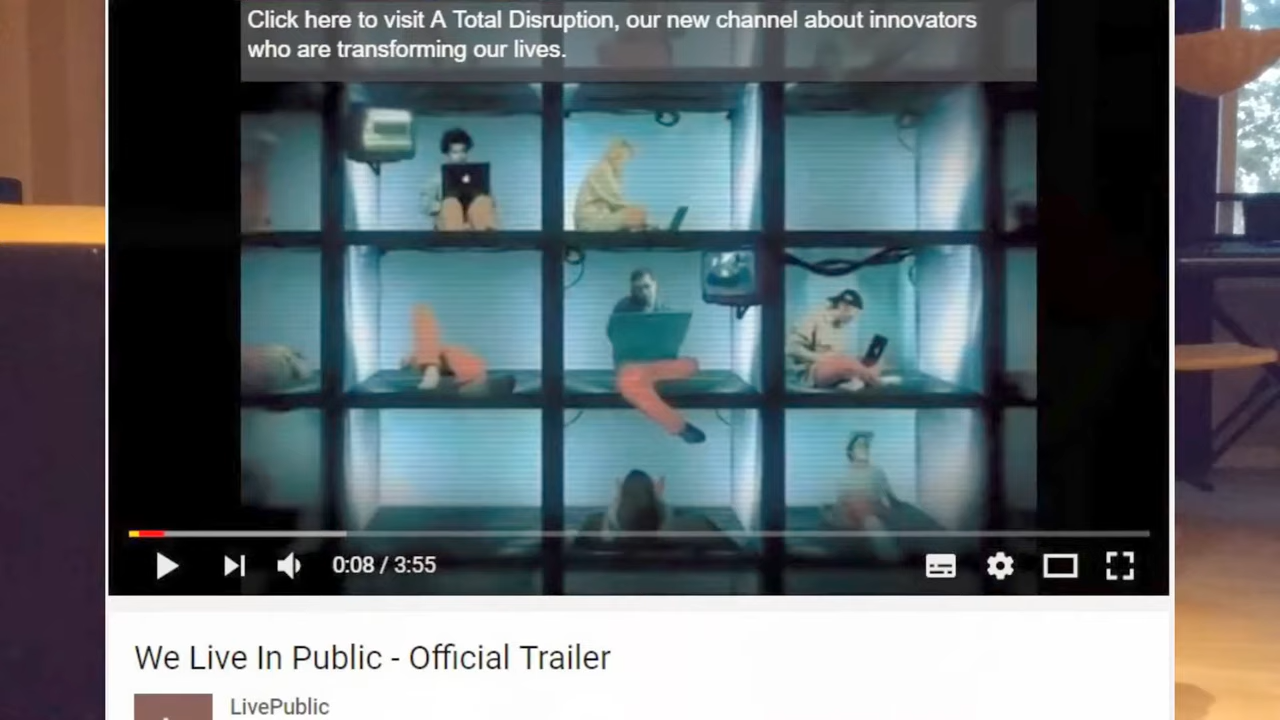 Click here to visit A Total Disruption, our new channel about innovators
who are transforming our lives.
0:08 / 3:55
We Live In Public - Official Trailer
LivePublic